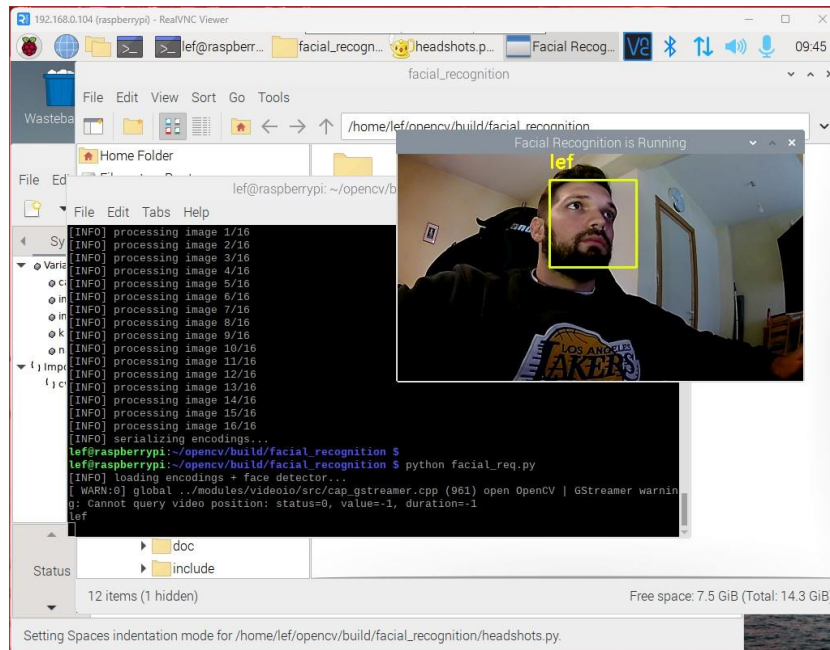 192.168.0.104 (raspberrypi) - RealVNC Viewer
lef@raspberr... facial_recogn... headshots.p... Facial Recog... 09:45
facial_recognition
File Edit View Sort Go Tools
Wasteba
/home/lef/opencv/build/facial_recognition
Home Folder
Facial Recognition is Running
lef
File Ed
lef@raspberrypi: ~/opencv/b
File Edit Tabs Help
Sy
Varia
ca
in
in
k
n
Impo
cv
[INFO] processing image 1/16
[INFO] processing image 2/16
[INFO] processing image 3/16
[INFO] processing image 4/16
[INFO] processing image 5/16
[INFO] processing image 6/16
[INFO] processing image 7/16
[INFO] processing image 8/16
[INFO] processing image 9/16
[INFO] processing image 10/16
[INFO] processing image 11/16
[INFO] processing image 12/16
[INFO] processing image 13/16
[INFO] processing image 14/16
[INFO] processing image 15/16
[INFO] processing image 16/16
[INFO] serializing encodings...
lef@raspberrypi:~/opencv/build/facial_recognition $
lef@raspberrypi:~/opencv/build/facial_recognition $ python facial_req.py
[INFO] loading encodings + face detector...
[ WARN:0] global ../modules/videoio/src/cap_gstreamer.cpp (961) open OpenCV | GStreamer warnin
g: Cannot query video position: status=0, value=-1, duration=-1
lef
LOS ANGELES
LAKERS
doc
include
Status
12 items (1 hidden) Free space: 7.5 GiB (Total: 14.3 GiB
Setting Spaces indentation mode for /home/lef/opencv/build/facial_recognition/headshots.py.